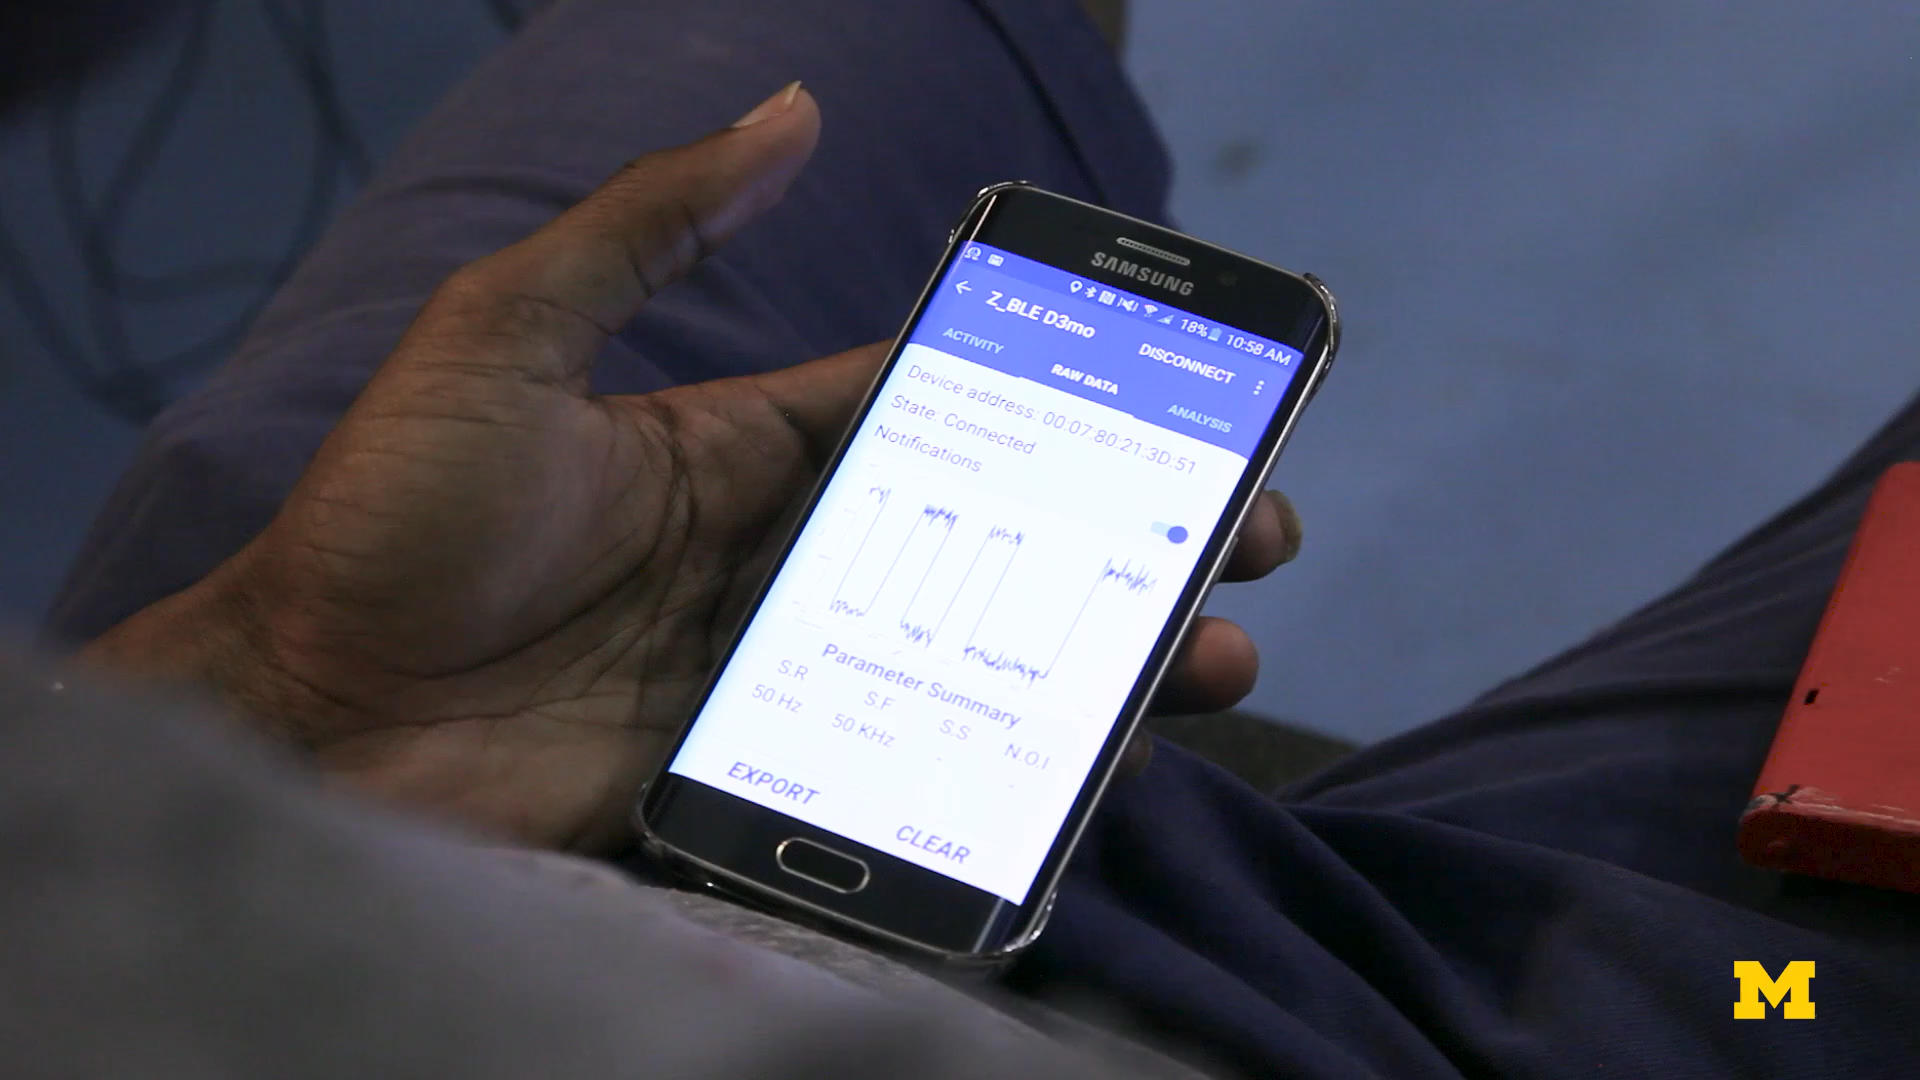 SAMSUNG
18% 10:58 AM
Z_BLE D3mo
DISCONNECT
ACTIVITY
RAW DATA
ANALYSIS
Device address: 00:07:80:21:3D:51
State: Connected
Notifications
Parameter Summary
S.R S.F S.S N.O.I
50 Hz 50 KHz - -
EXPORT
CLEAR
M